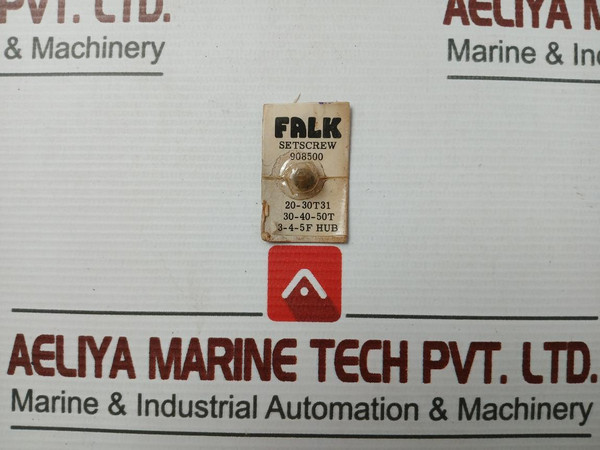 PVT. LTD.
& Machinery
AELIYA
Marine & Ind
FALK
SETSCREW
908500
20-30T31
30-40-50T
3-4-5F HUB
AELIYA MARINE TECH PVT. LTD.
Marine & Industrial Automation & Machinery